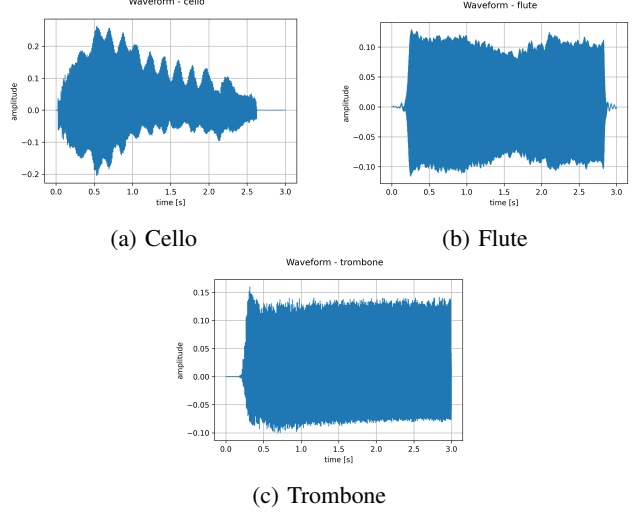 Waveform - cello
0.2
0.1
0.0
−0.1
−0.2
amplitude
0.0 0.5 1.0 1.5 2.0 2.5 3.0
time [s]
(a) Cello
Waveform - flute
0.10
0.05
0.00
−0.05
−0.10
amplitude
0.0 0.5 1.0 1.5 2.0 2.5 3.0
time [s]
(b) Flute
Waveform - trombone
0.15
0.10
0.05
0.00
−0.05
−0.10
amplitude
0.0 0.5 1.0 1.5 2.0 2.5 3.0
time [s]
(c) Trombone